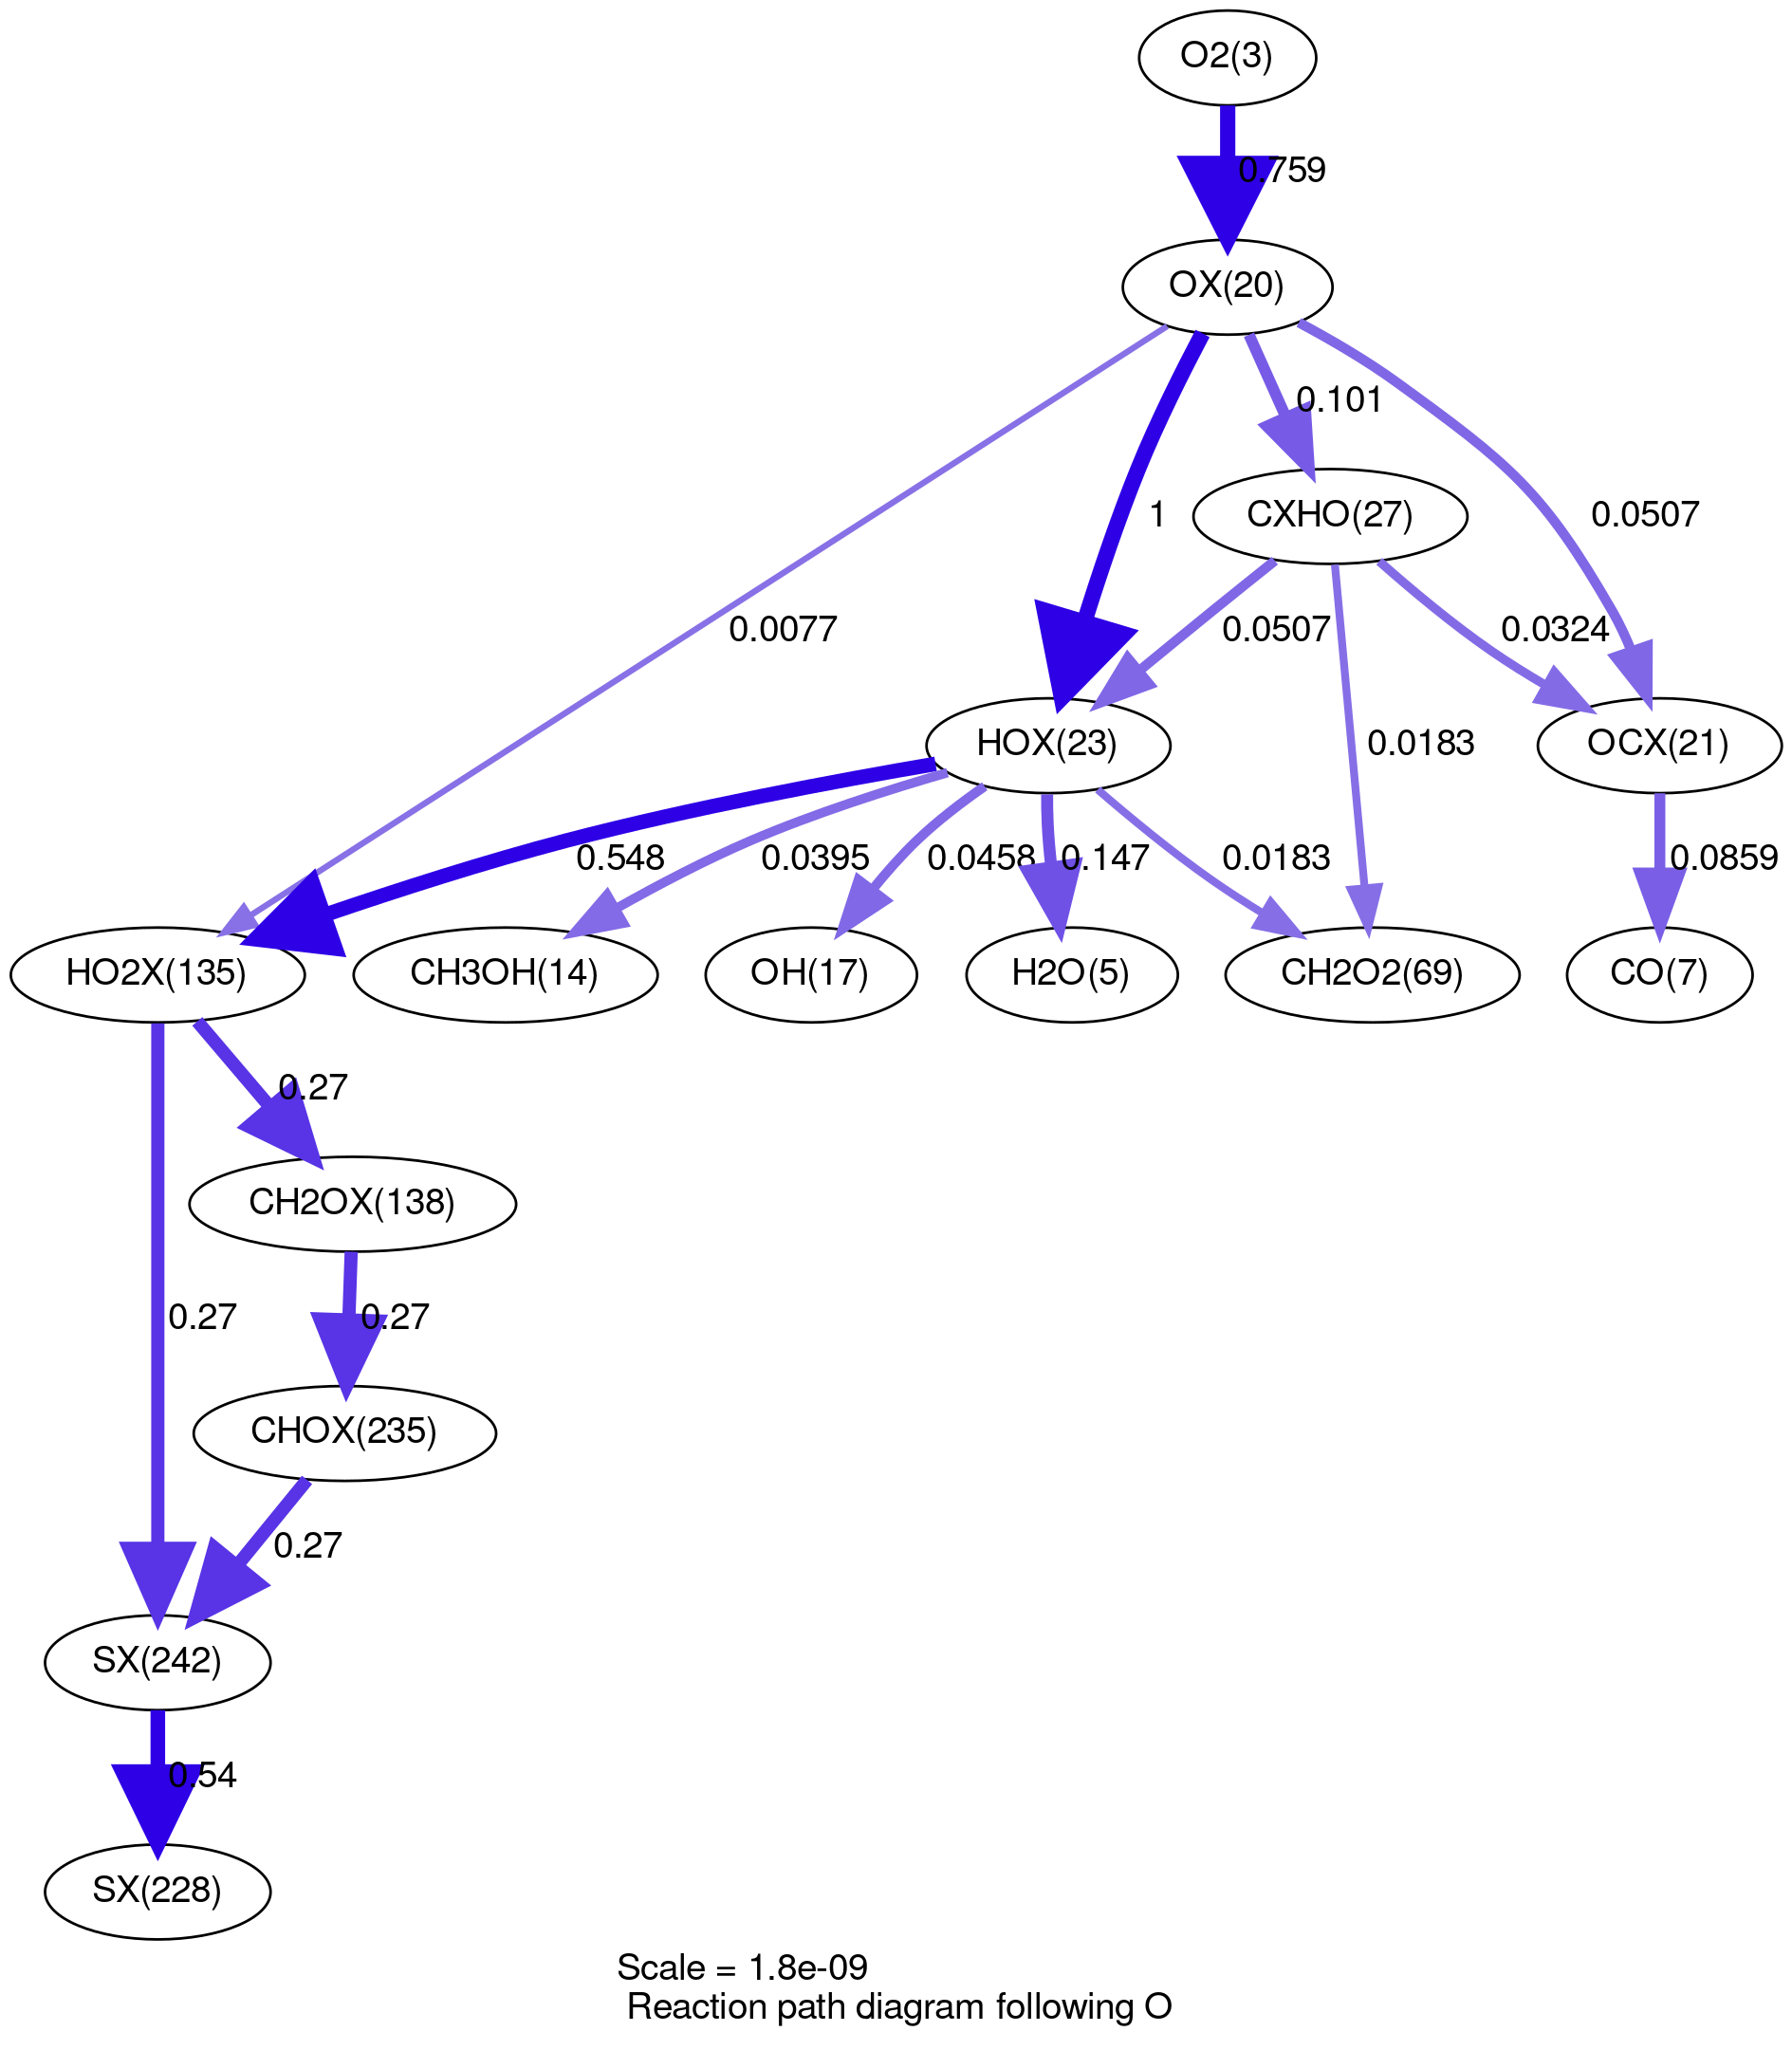 O2(3)
0.759
OX(20)
0.101
1
CXHO(27)
0.0507
0.0077
0.0507
0.0324
HOX(23)
0.0183
OCX(21)
0.548
0.0395
0.0458
0.147
0.0183
0.0859
HO2X(135)
CH3OH(14)
OH(17)
H2O(5)
CH2O2(69)
CO(7)
0.27
CH2OX(138)
0.27
0.27
CHOX(235)
0.27
SX(242)
0.54
SX(228)
Scale = 1.8e-09
Reaction path diagram following O